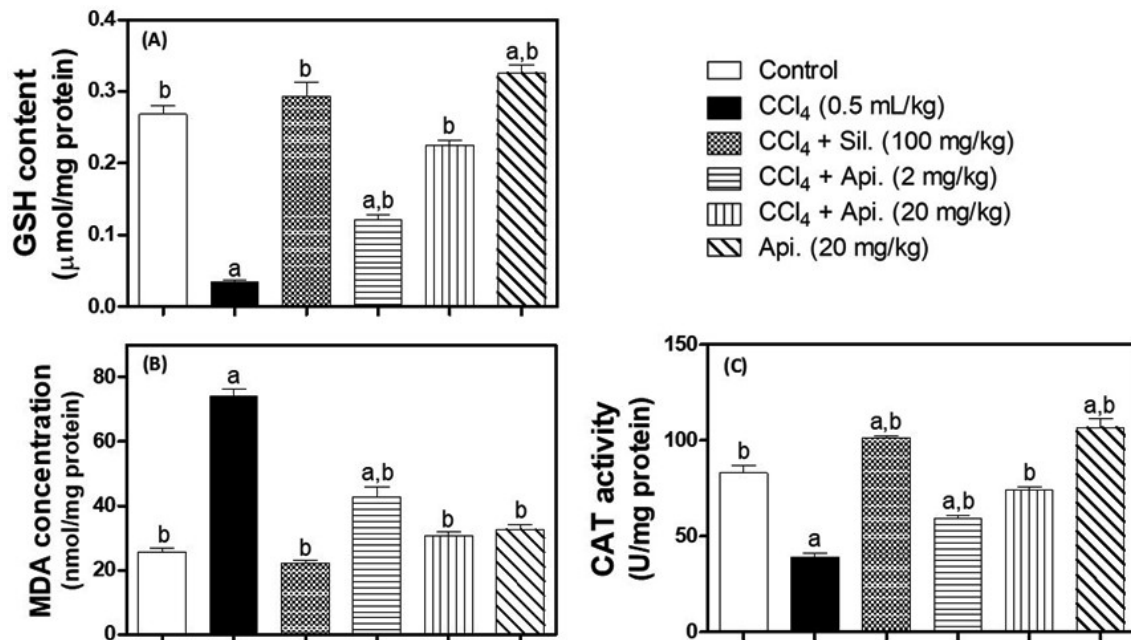 (A)
GSH content
(μmol/mg protein)
0.4
0.3
0.2
0.1
0.0
b
a
b
a,b
b
a,b
Control
CCl₄ (0.5 mL/kg)
CCl₄ + Sil. (100 mg/kg)
CCl₄ + Api. (2 mg/kg)
CCl₄ + Api. (20 mg/kg)
Api. (20 mg/kg)
(B)
MDA concentration
(nmol/mg protein)
80
60
40
20
0
b
a
b
a,b
b
b
(C)
CAT activity
(U/mg protein)
150
100
50
0
b
a
a,b
a,b
b
a,b